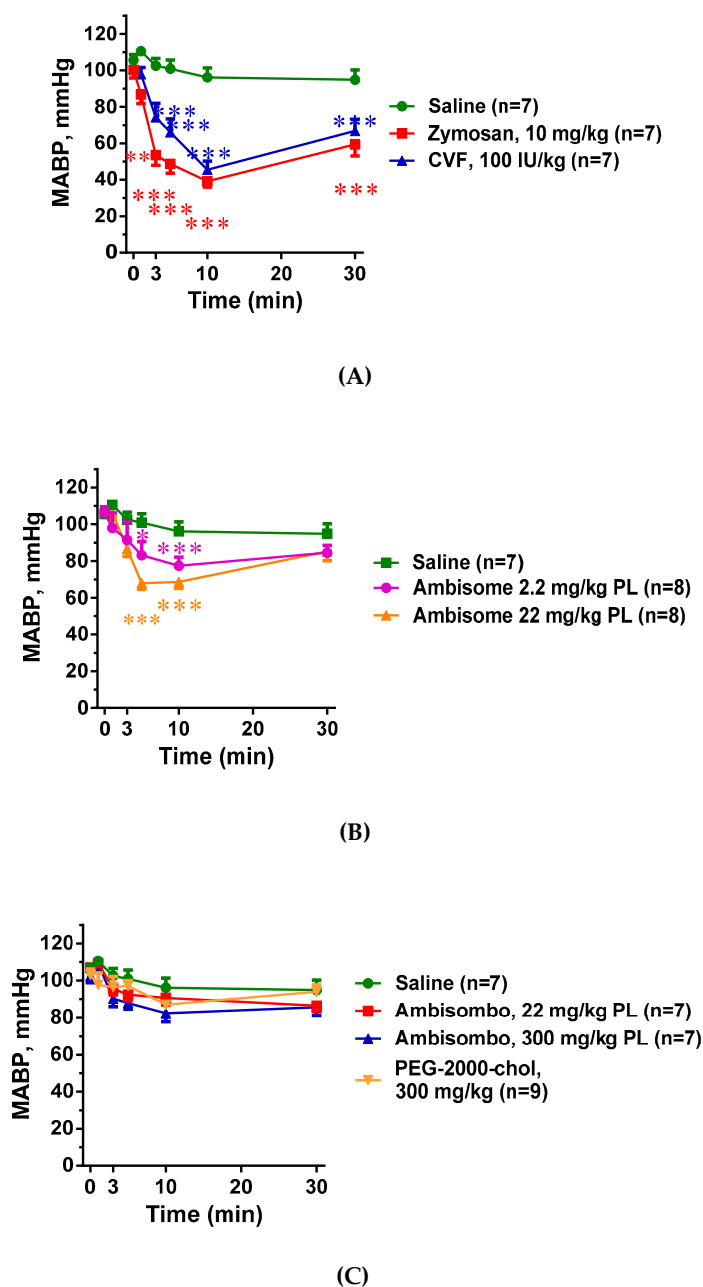 120
100
80
60
40
20
0
MABP, mmHg
*** 
***
***
***
**
***
***
***
***
0 3 10 20 30
Time (min)
Saline (n=7)
Zymosan, 10 mg/kg (n=7)
CVF, 100 IU/kg (n=7)
(A)
120
100
80
60
40
20
0
MABP, mmHg
*
***
***
***
0 3 10 20 30
Time (min)
Saline (n=7)
Ambisome 2.2 mg/kg PL (n=8)
Ambisome 22 mg/kg PL (n=8)
(B)
120
100
80
60
40
20
0
MABP, mmHg
0 3 10 20 30
Time (min)
Saline (n=7)
Ambisombo, 22 mg/kg PL (n=7)
Ambisombo, 300 mg/kg PL (n=7)
PEG-2000-chol,
300 mg/kg (n=9)
(C)